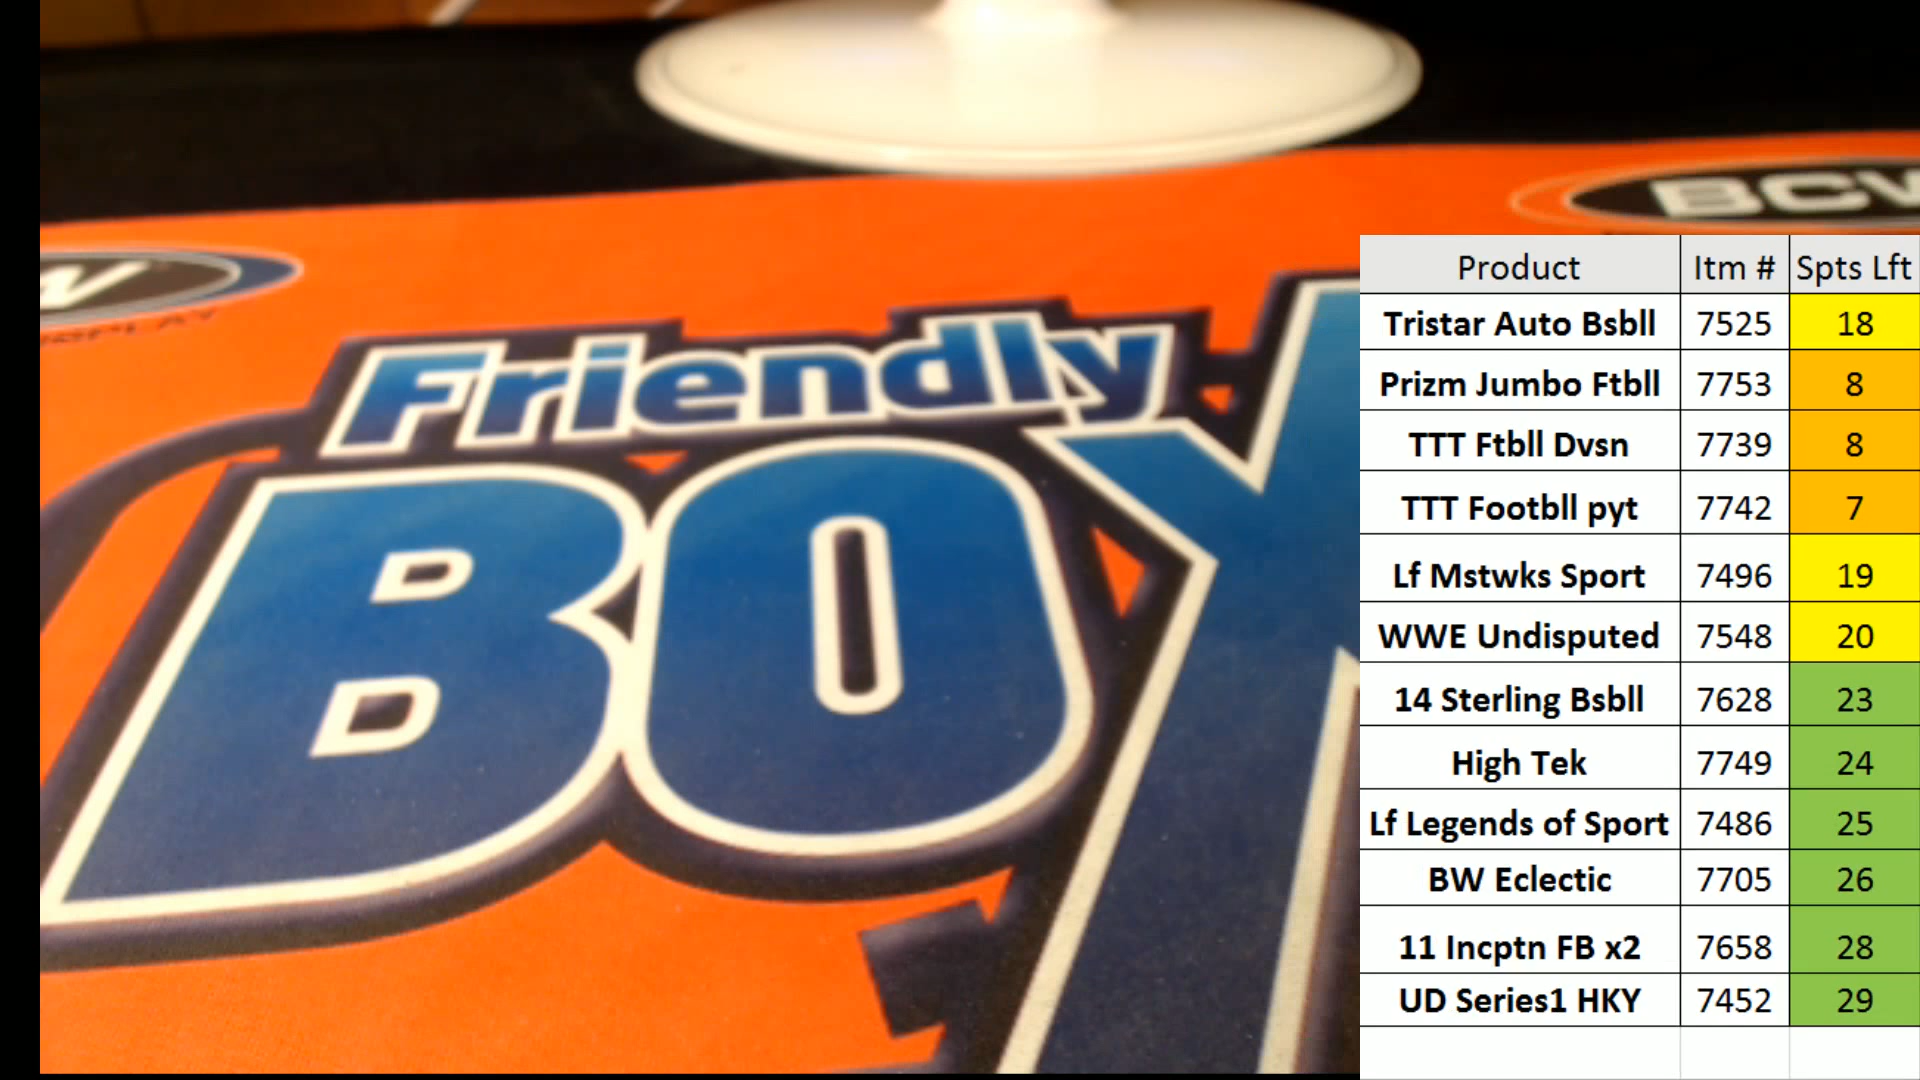 BCW
Friendly
BOY
Product Itm # Spts Lft
Tristar Auto Bsbll 7525 18
Prizm Jumbo Ftbll 7753 8
TTT Ftbll Dvsn 7739 8
TTT Footbll pyt 7742 7
Lf Mstwks Sport 7496 19
WWE Undisputed 7548 20
14 Sterling Bsbll 7628 23
High Tek 7749 24
Lf Legends of Sport 7486 25
BW Eclectic 7705 26
11 Incptn FB x2 7658 28
UD Series1 HKY 7452 29